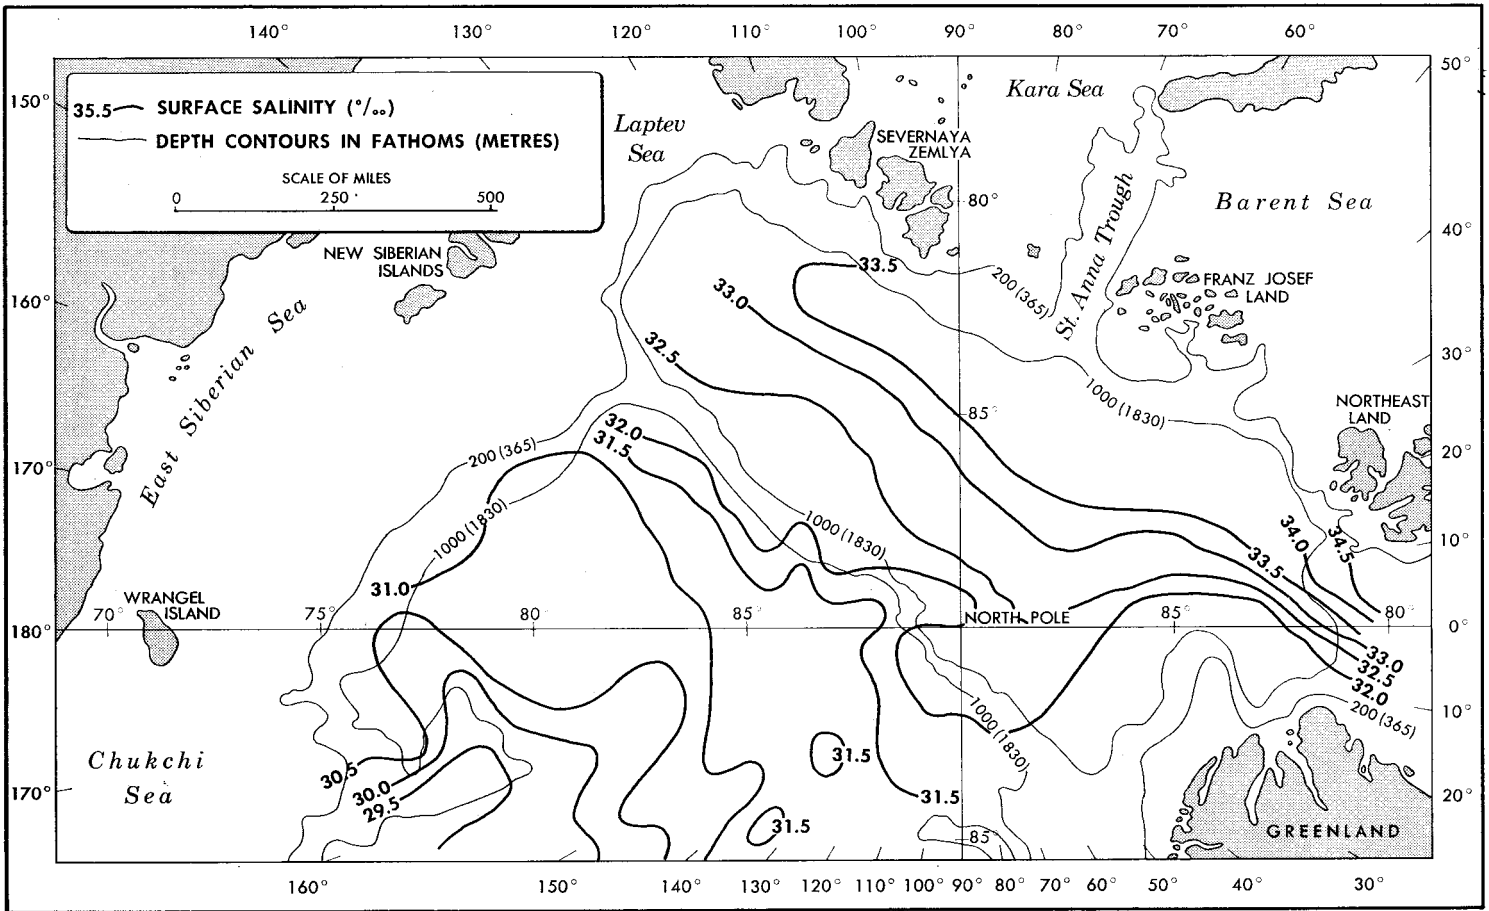 140° 130° 120° 110° 100° 90° 80° 70° 60°
50°
150°
35.5 SURFACE SALINITY (°/oo)
DEPTH CONTOURS IN FATHOMS (METRES)
SCALE OF MILES
0 250 500
Laptev
Sea
Kara Sea
SEVERNAYA
ZEMLYA
80°
St. Anna Trough
Barent Sea
40°
NEW SIBERIAN
ISLANDS
33.5
200 (365)
FRANZ JOSEF
LAND
160°
East Siberian Sea
33.0
32.5
30°
1000 (1830)
85°
NORTHEAST
LAND
32.0
31.5
20°
170°
200 (365)
1000 (1830)
1000 (1830)
34.0
34.5
33.5
10°
31.0
WRANGEL
ISLAND
70° 75° 80 85° NORTH POLE 85° 80°
180°
0°
33.0
32.5
32.0
200 (365)
10°
1000 (1830)
Chukchi
Sea
30.5
30.0
29.5
31.5
31.5
31.5
170°
20°
85°
GREENLAND
160° 150° 140° 130° 120° 110° 100° 90° 80° 70° 60° 50° 40° 30°